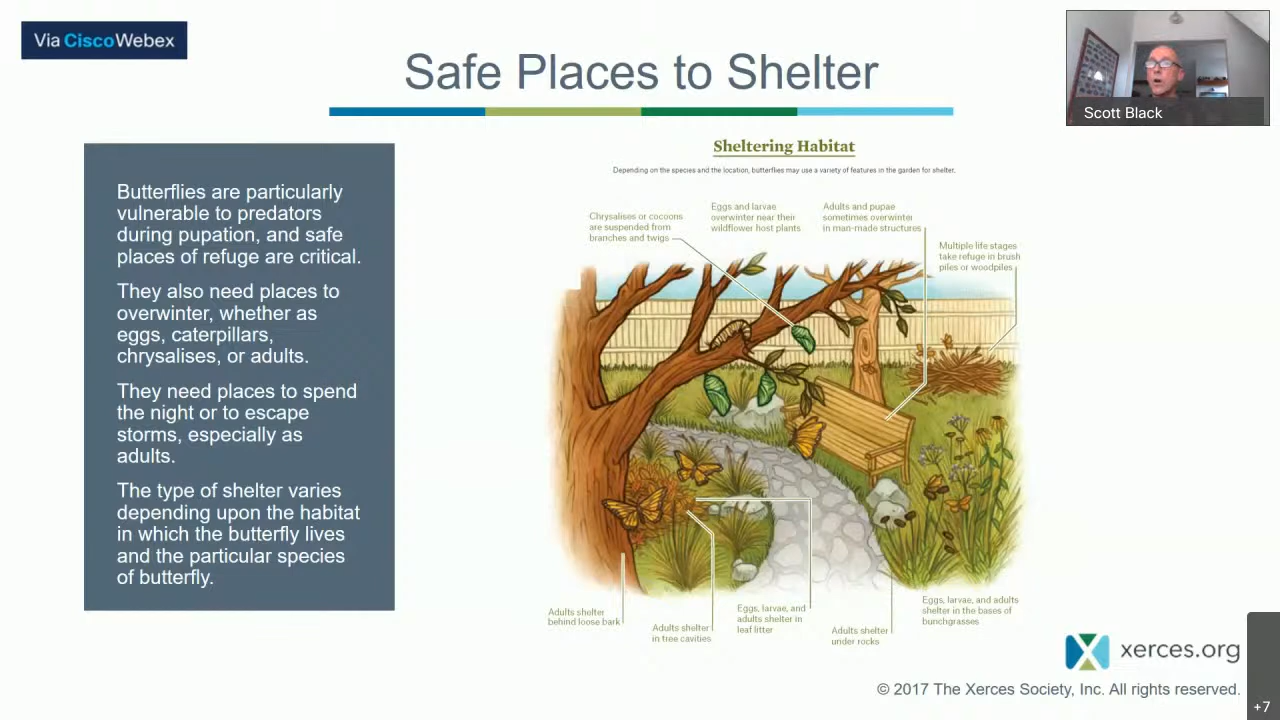 Via CiscoWebex
Safe Places to Shelter
Scott Black
Butterflies are particularly
vulnerable to predators
during pupation, and safe
places of refuge are critical.
They also need places to
overwinter, whether as
eggs, caterpillars,
chrysalises, or adults.
They need places to spend
the night or to escape
storms, especially as
adults.
The type of shelter varies
depending upon the habitat
in which the butterfly lives
and the particular species
of butterfly.
Sheltering Habitat
Depending on the species and the location, butterflies may use a variety of features in the garden for shelter.
Chrysalises or cocoons
are suspended from
branches and twigs
Eggs and larvae
overwinter near their
wildflower host plants
Adults and pupae
sometimes overwinter
in man-made structures
Multiple life stages
take refuge in brush
piles or woodpiles
Adults shelter
behind loose bark
Adults shelter
in tree cavities
Eggs, larvae, and
adults shelter in
leaf litter
Adults shelter
under rocks
Eggs, larvae, and adults
shelter in the bases of
bunchgrasses
xerces.org
© 2017 The Xerces Society, Inc. All rights reserved.
+7